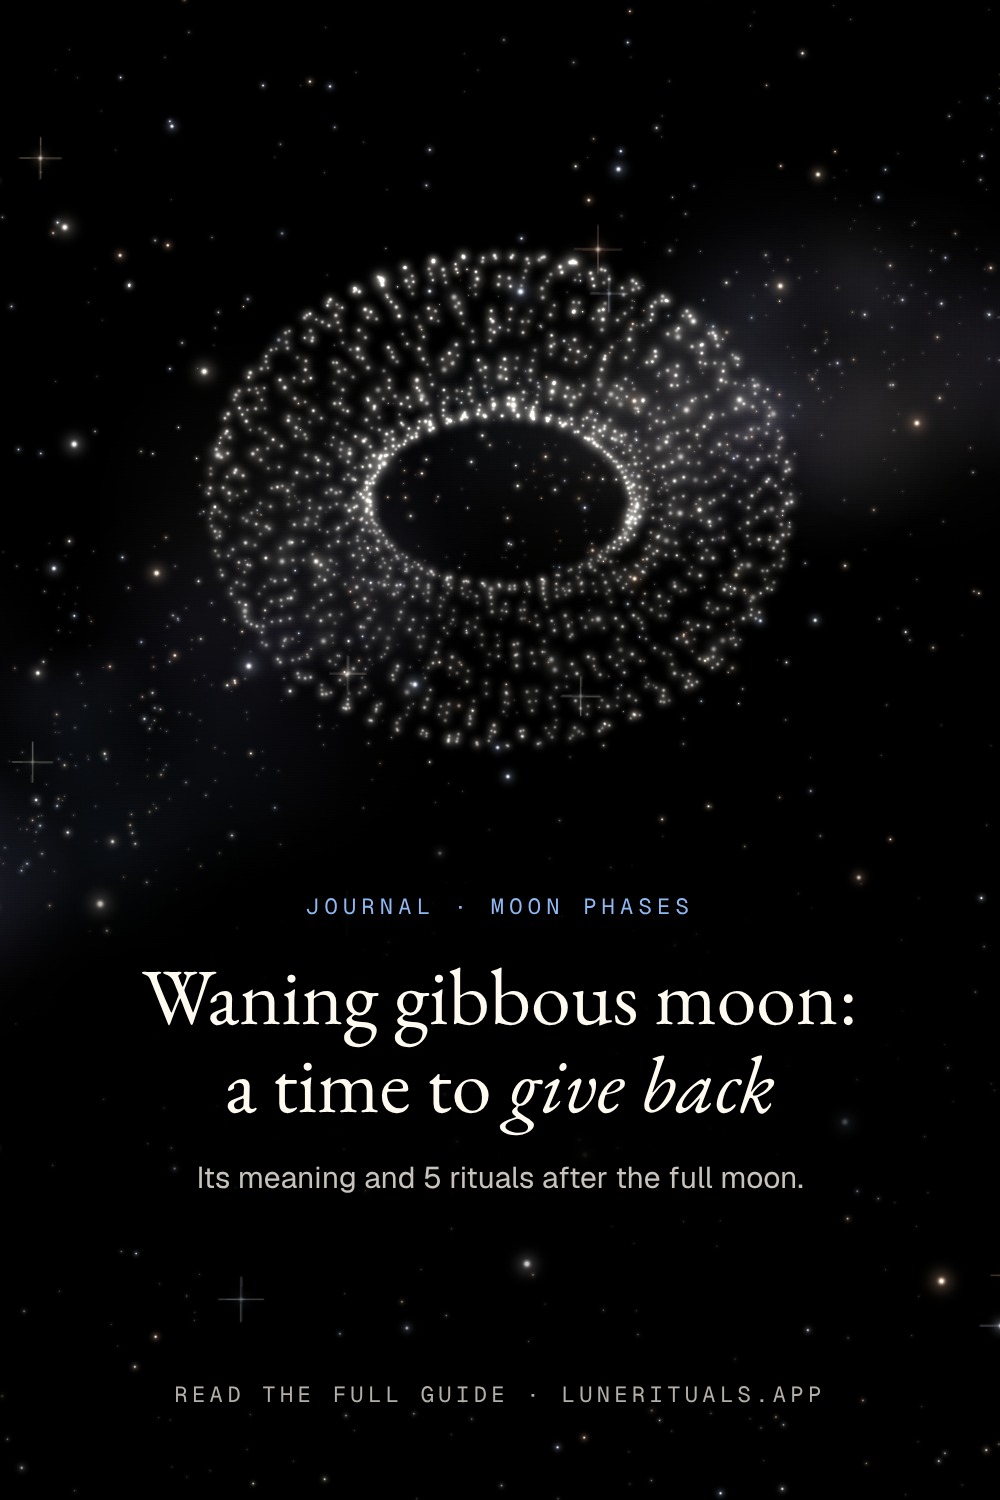 JOURNAL · MOON PHASES
Waning gibbous moon:
a time to give back
Its meaning and 5 rituals after the full moon.
READ THE FULL GUIDE · LUNERITUALS.APP